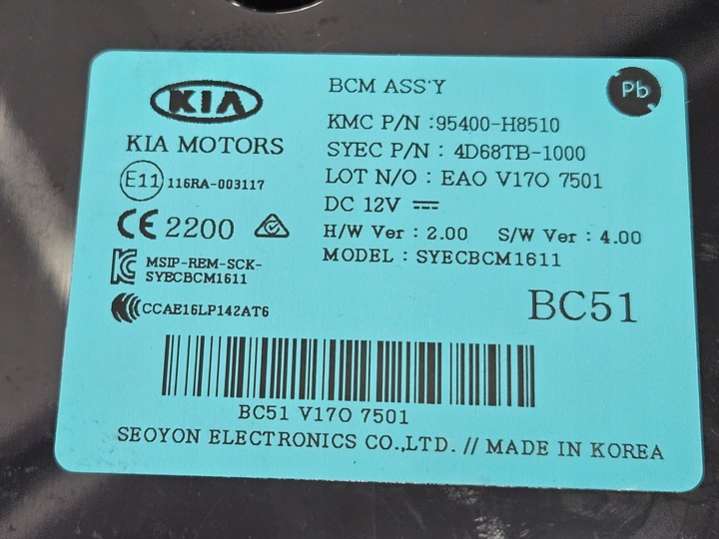 KIA
KIA MOTORS
E11 116RA-003117
CE 2200
MSIP-REM-SCK-
SYECBCM1611
CCAE16LP142AT6
BCM ASS'Y
Pb
KMC P/N :95400-H8510
SYEC P/N : 4D68TB-1000
LOT N/O : EAO V17O 7501
DC 12V
H/W Ver : 2.00 S/W Ver : 4.00
MODEL : SYECBCM1611
BC51
BC51 V17O 7501
SEOYON ELECTRONICS CO.,LTD. // MADE IN KOREA